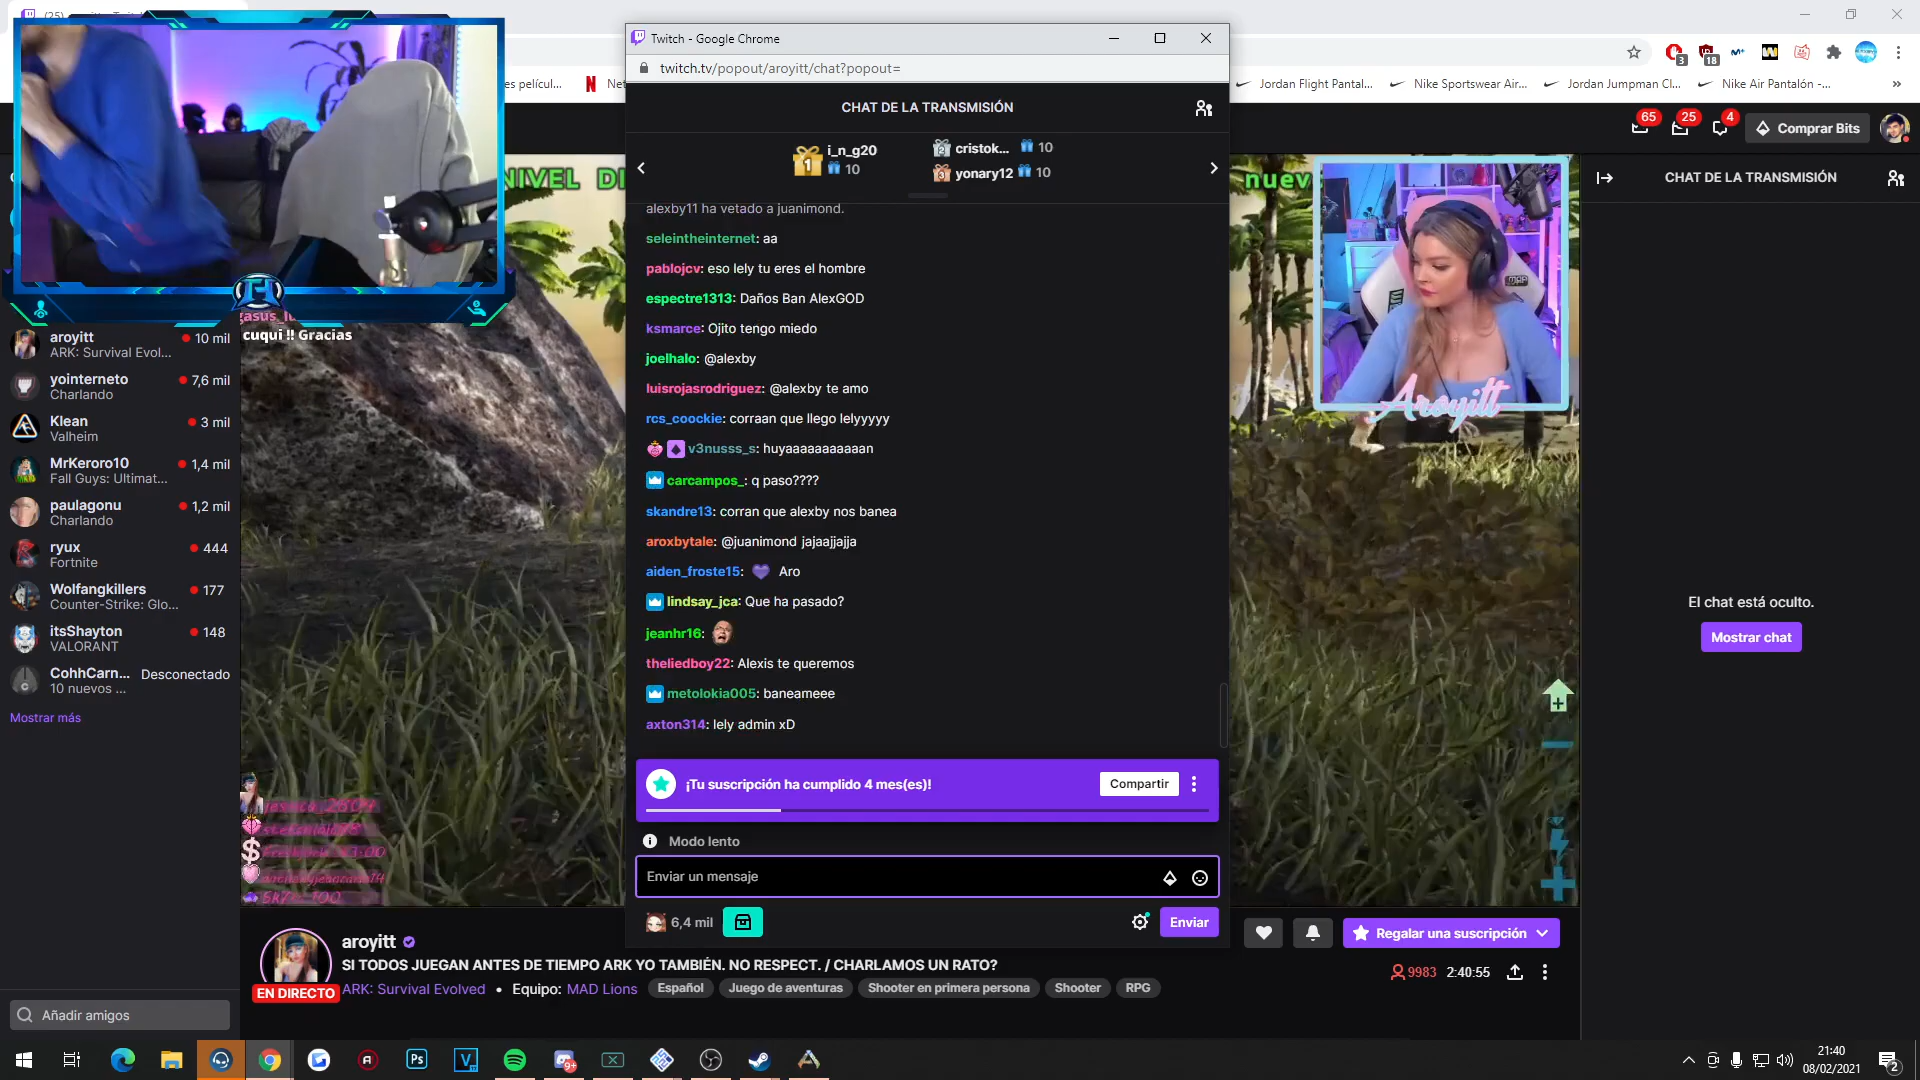 Twitch - Google Chrome
twitch.tv/popout/aroyitt/chat?popout=
es películ...
Jordan Flight Pantal...
Nike Sportswear Air...
Jordan Jumpman Cl...
Nike Air Pantalón -...
»
3
18
65
25
4
Comprar Bits
CHAT DE LA TRANSMISIÓN
1
i_n_g20
10
2
cristok...
10
3
yonary12
10
alexby11 ha vetado a juanimond.
seleintheinternet: aa
pablojcv: eso lely tu eres el hombre
espectre1313: Daños Ban AlexGOD
ksmarce: Ojito tengo miedo
joelhalo: @alexby
luisrojasrodriguez: @alexby te amo
rcs_coockie: corraan que llego lelyyyyy
v3nusss_s: huyaaaaaaaaaaan
carcampos_: q paso????
skandre13: corran que alexby nos banea
aroxbytale: @juanimond jajaajjajja
aiden_froste15: Aro
lindsay_jca: Que ha pasado?
jeanhr16:
theliedboy22: Alexis te queremos
metolokia005: baneameee
axton314: lely admin xD
¡Tu suscripción ha cumplido 4 mes(es)!
Compartir
Modo lento
Enviar un mensaje
6,4 mil
Enviar
NIVEL
cuqui !! Gracias
aroyitt
10 mil
ARK: Survival Evol...
yointerneto
7,6 mil
Charlando
Klean
3 mil
Valheim
MrKeroro10
1,4 mil
Fall Guys: Ultimat...
paulagonu
1,2 mil
Charlando
ryux
444
Fortnite
Wolfangkillers
177
Counter-Strike: Glo...
itsShayton
148
VALORANT
CohhCarn...
Desconectado
10 nuevos ...
Mostrar más
Añadir amigos
Aroyitt
CHAT DE LA TRANSMISIÓN
El chat está oculto.
Mostrar chat
aroyitt
SI TODOS JUEGAN ANTES DE TIEMPO ARK YO TAMBIÉN. NO RESPECT. / CHARLAMOS UN RATO?
EN DIRECTO
ARK: Survival Evolved • Equipo: MAD Lions
Español
Juego de aventuras
Shooter en primera persona
Shooter
RPG
Regalar una suscripción
9983
2:40:55
21:40
08/02/2021
2